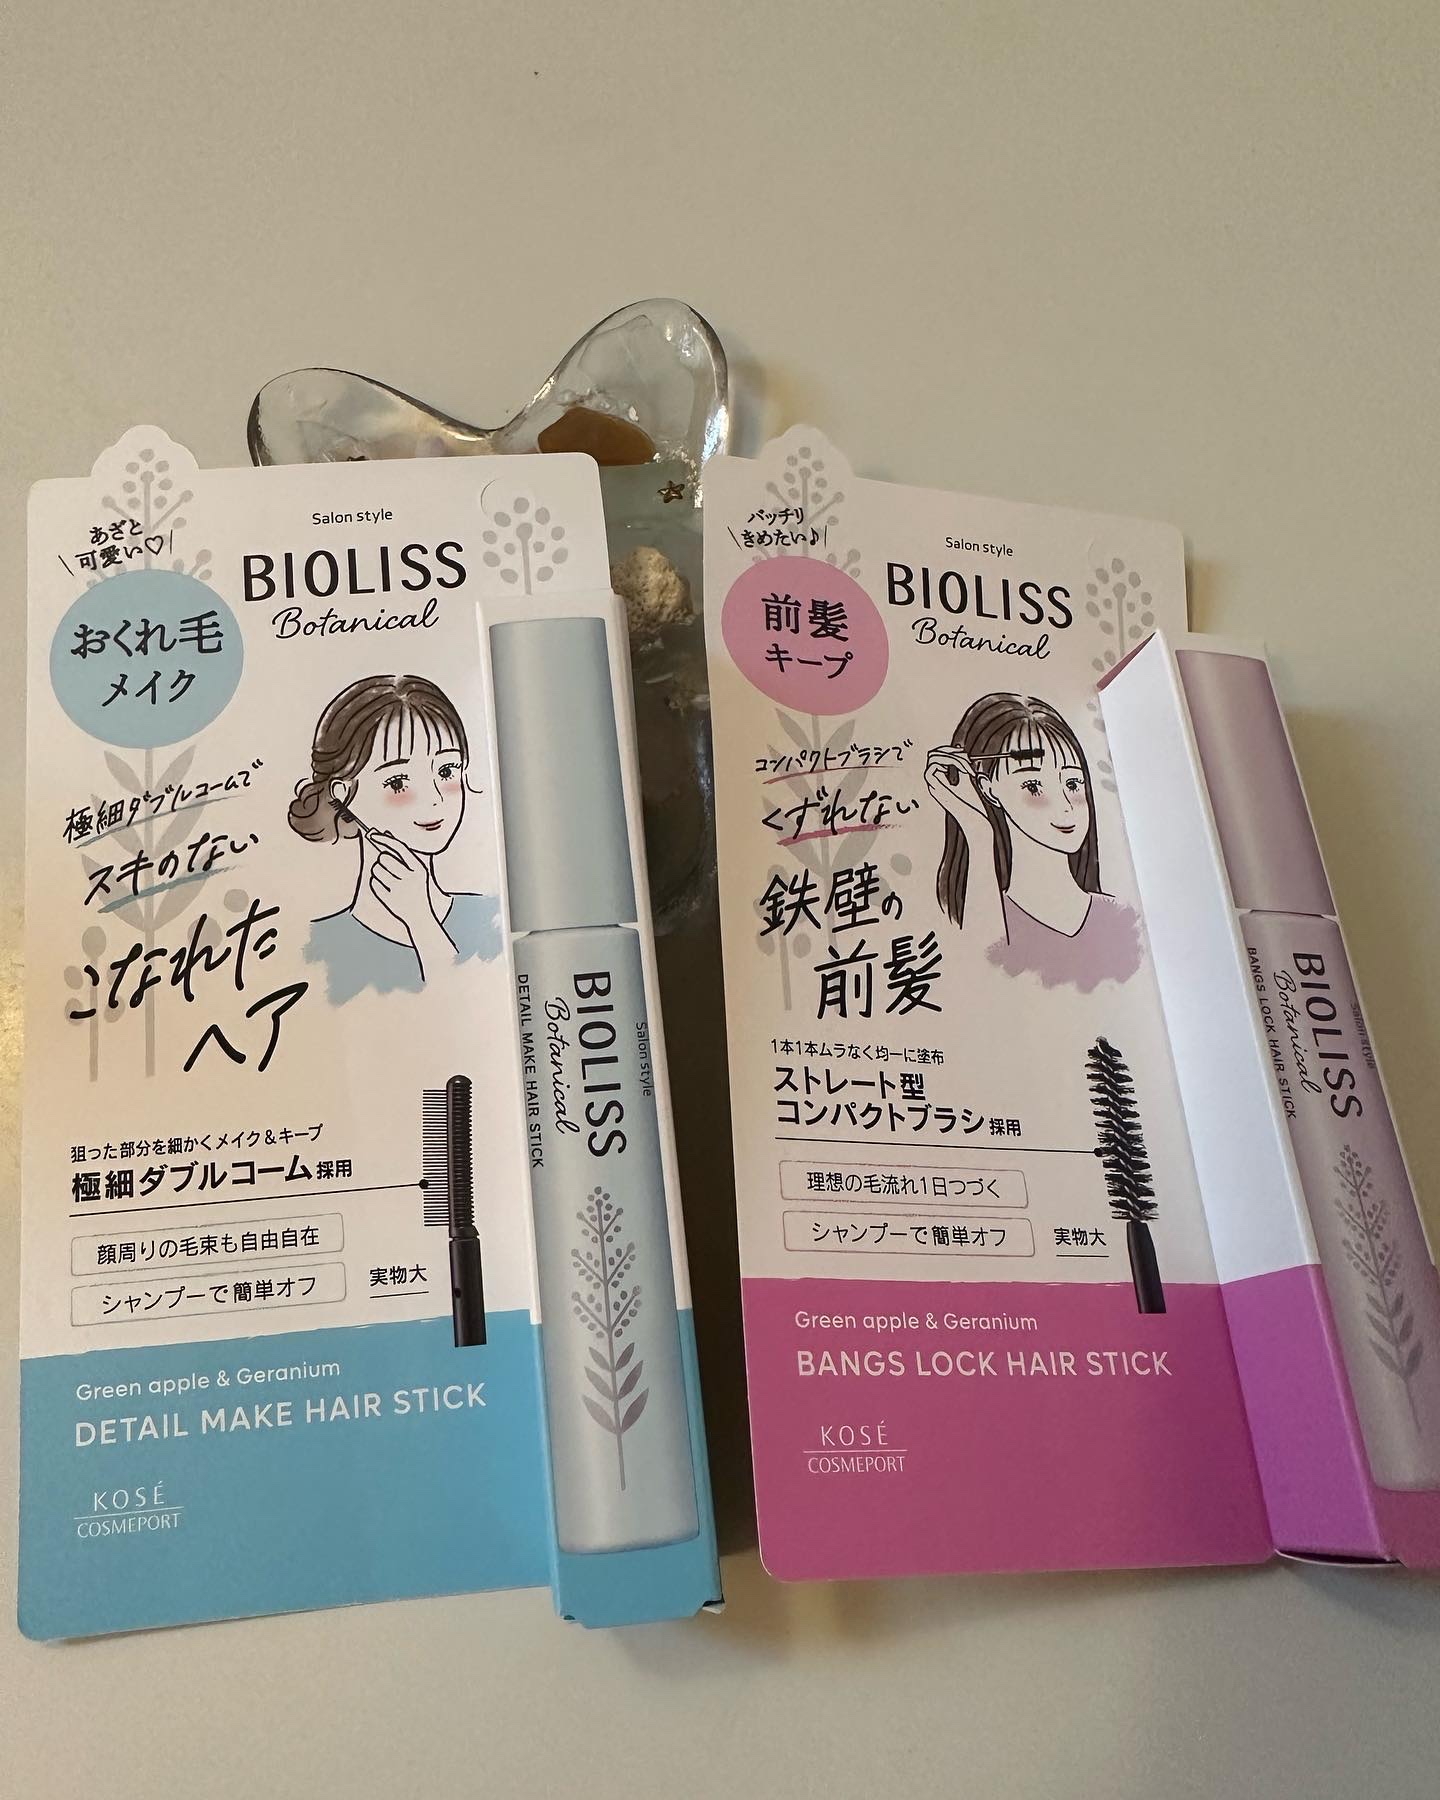 あざと
可愛い♡
おくれ毛
メイク
Salon style
BIOLISS
Botanical
極細ダブルコームで
スキのない
こなれた
ヘア
狙った部分を細かくメイク&キープ
極細ダブルコーム採用
顔周りの毛束も自由自在
シャンプーで簡単オフ
実物大
Green apple & Geranium
DETAIL MAKE HAIR STICK
KOSÉ
COSMEPORT
Salon style
BIOLISS
Botanical
DETAIL MAKE HAIR STICK
バッチリ
きめたい♪
前髪
キープ
Salon style
BIOLISS
Botanical
コンパクトブラシで
くずれない
鉄壁の
前髪
1本1本ムラなく均一に塗布
ストレート型
コンパクトブラシ採用
理想の毛流れ1日つづく
シャンプーで簡単オフ
実物大
Green apple & Geranium
BANGS LOCK HAIR STICK
KOSÉ
COSMEPORT
Salon style
BIOLISS
Botanical
BANGS LOCK HAIR STICK